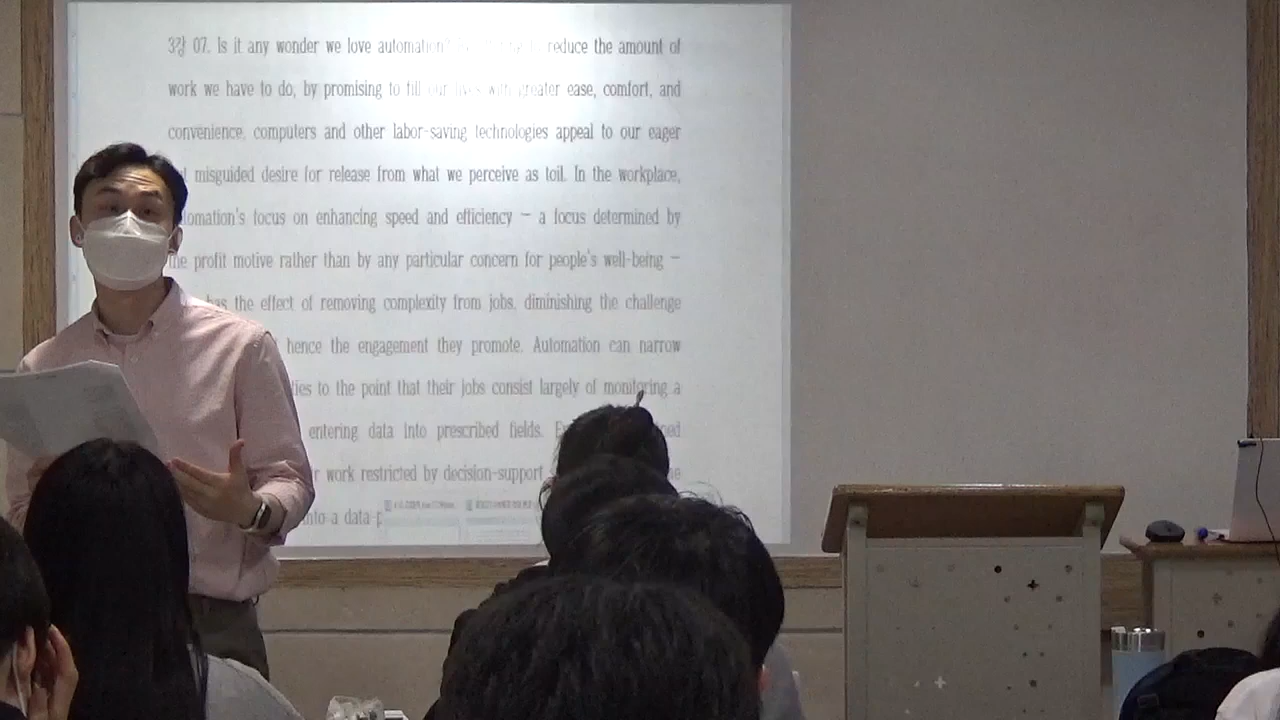 3강 07. Is it any wonder we love automation? reduce the amount of
work we have to do, by promising to fill our lives with greater ease, comfort, and
convenience, computers and other labor-saving technologies appeal to our eager
misguided desire for release from what we perceive as toil. In the workplace,
tomation's focus on enhancing speed and efficiency — a focus determined by
the profit motive rather than by any particular concern for people's well-being —
has the effect of removing complexity from jobs, diminishing the challenge
hence the engagement they promote. Automation can narrow
ties to the point that their jobs consist largely of monitoring a
entering data into prescribed fields.
r work restricted by decision-support
into a data-p